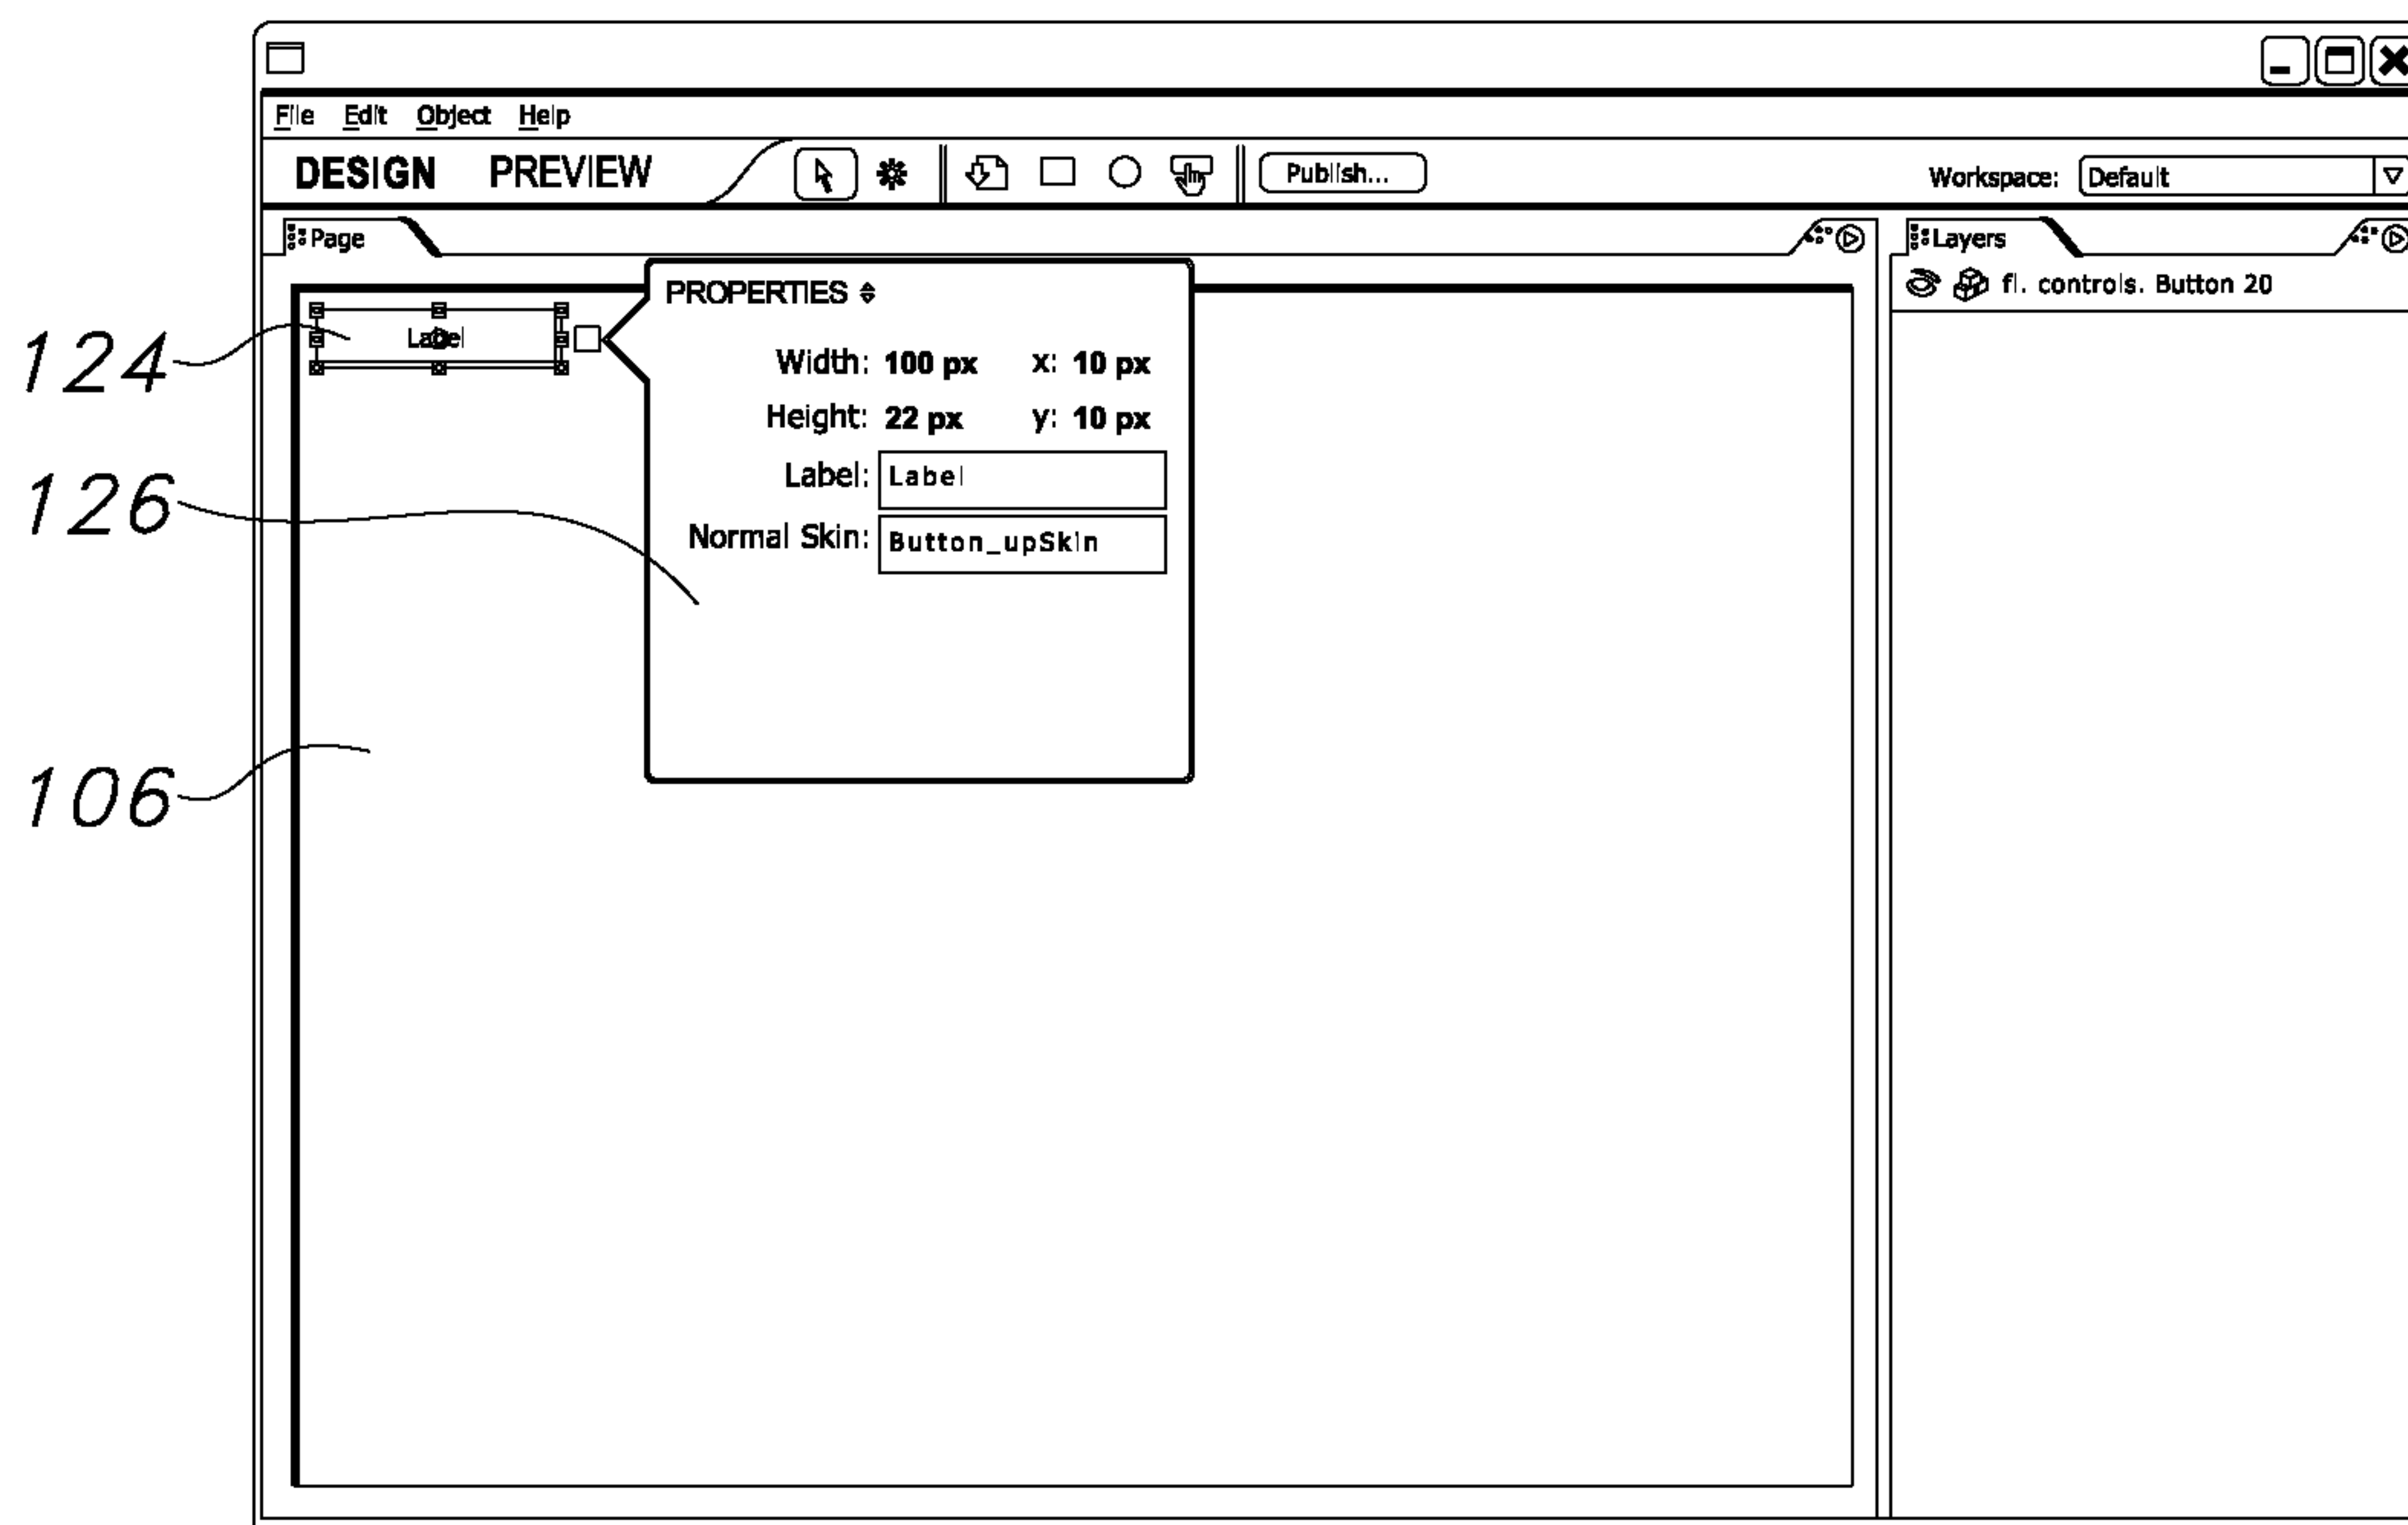 File Edit Object Help
DESIGN PREVIEW Publish... Workspace: Default
Page Layers
fl. controls. Button 20
PROPERTIES
124 Label
Width: 100 px x: 10 px
Height: 22 px y: 10 px
126 Label: Label
Normal Skin: Button_upSkin
106